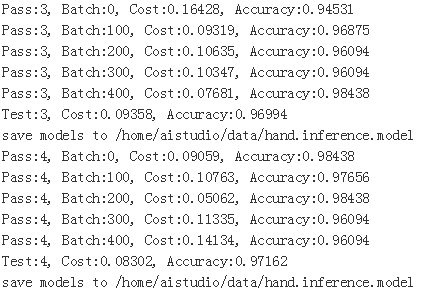 Pass:3, Batch:0, Cost:0.16428, Accuracy:0.94531
Pass:3, Batch:100, Cost:0.09319, Accuracy:0.96875
Pass:3, Batch:200, Cost:0.10635, Accuracy:0.96094
Pass:3, Batch:300, Cost:0.10347, Accuracy:0.96094
Pass:3, Batch:400, Cost:0.07681, Accuracy:0.98438
Test:3, Cost:0.09358, Accuracy:0.96994
save models to /home/aistudio/data/hand.inference.model
Pass:4, Batch:0, Cost:0.09059, Accuracy:0.98438
Pass:4, Batch:100, Cost:0.10763, Accuracy:0.97656
Pass:4, Batch:200, Cost:0.05062, Accuracy:0.98438
Pass:4, Batch:300, Cost:0.11335, Accuracy:0.96094
Pass:4, Batch:400, Cost:0.14134, Accuracy:0.96094
Test:4, Cost:0.08302, Accuracy:0.97162
save models to /home/aistudio/data/hand.inference.model